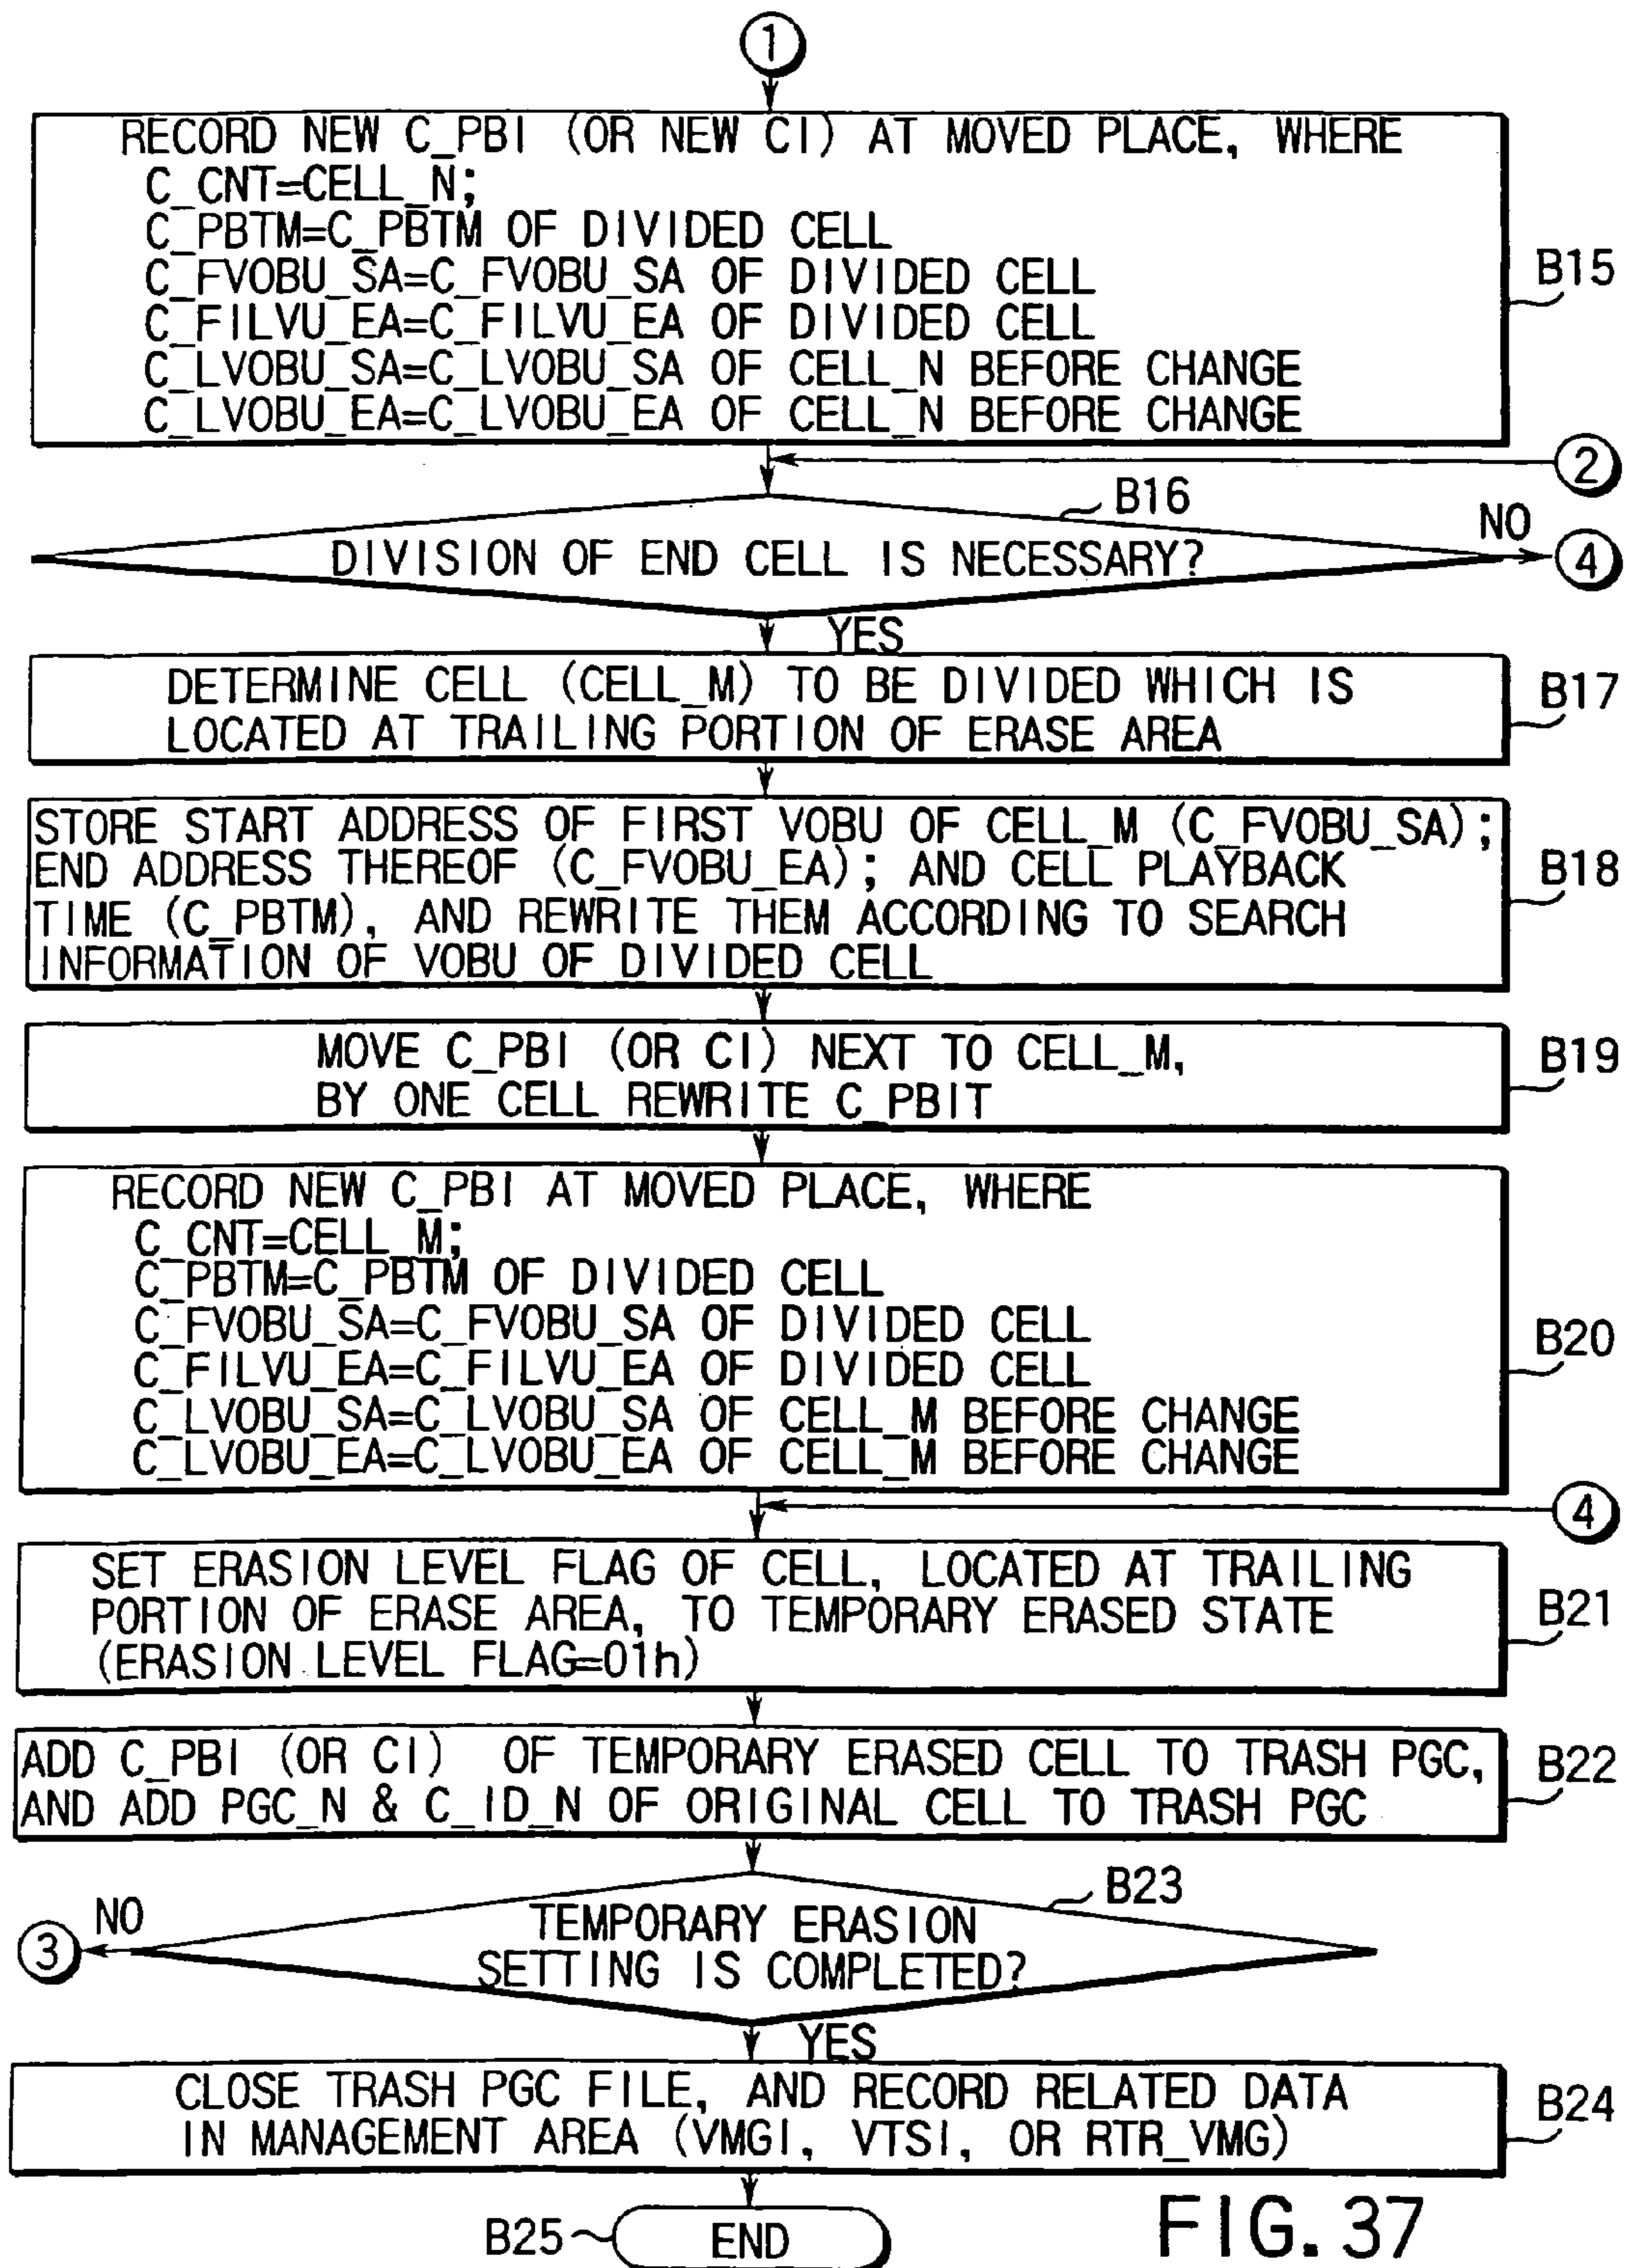 1
RECORD NEW C_PBI (OR NEW CI) AT MOVED PLACE, WHERE
C_CNT=CELL_N;
C_PBTM=C_PBTM OF DIVIDED CELL
C_FVOBU_SA=C_FVOBU_SA OF DIVIDED CELL
C_FILVU_EA=C_FILVU_EA OF DIVIDED CELL
C_LVOBU_SA=C_LVOBU_SA OF CELL_N BEFORE CHANGE
C_LVOBU_EA=C_LVOBU_EA OF CELL_N BEFORE CHANGE
B15
2
B16
DIVISION OF END CELL IS NECESSARY?
NO
4
YES
DETERMINE CELL (CELL_M) TO BE DIVIDED WHICH IS
LOCATED AT TRAILING PORTION OF ERASE AREA
B17
STORE START ADDRESS OF FIRST VOBU OF CELL_M (C_FVOBU_SA);
END ADDRESS THEREOF (C_FVOBU_EA); AND CELL PLAYBACK
TIME (C_PBTM), AND REWRITE THEM ACCORDING TO SEARCH
INFORMATION OF VOBU OF DIVIDED CELL
B18
MOVE C_PBI (OR CI) NEXT TO CELL_M,
BY ONE CELL REWRITE C_PBIT
B19
RECORD NEW C_PBI AT MOVED PLACE, WHERE
C_CNT=CELL_M;
C_PBTM=C_PBTM OF DIVIDED CELL
C_FVOBU_SA=C_FVOBU_SA OF DIVIDED CELL
C_FILVU_EA=C_FILVU_EA OF DIVIDED CELL
C_LVOBU_SA=C_LVOBU_SA OF CELL_M BEFORE CHANGE
C_LVOBU_EA=C_LVOBU_EA OF CELL_M BEFORE CHANGE
B20
4
SET ERASION LEVEL FLAG OF CELL, LOCATED AT TRAILING
PORTION OF ERASE AREA, TO TEMPORARY ERASED STATE
(ERASION LEVEL FLAG=01h)
B21
ADD C_PBI (OR CI) OF TEMPORARY ERASED CELL TO TRASH PGC,
AND ADD PGC_N & C_ID_N OF ORIGINAL CELL TO TRASH PGC
B22
B23
TEMPORARY ERASION
SETTING IS COMPLETED?
NO
3
YES
CLOSE TRASH PGC FILE, AND RECORD RELATED DATA
IN MANAGEMENT AREA (VMGI, VTSI, OR RTR_VMG)
B24
B25
END
FIG. 37